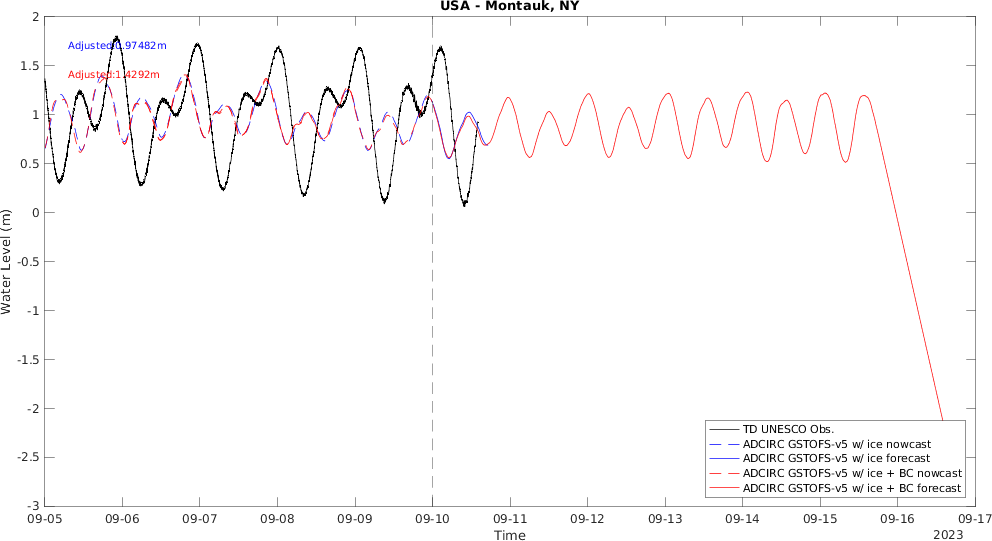 USA - Montauk, NY
Adjusted:0.97482m
Adjusted:1.4292m
Water Level (m)
2
1.5
1
0.5
0
-0.5
-1
-1.5
-2
-2.5
-3
TD UNESCO Obs.
ADCIRC GSTOFS-v5 w/ ice nowcast
ADCIRC GSTOFS-v5 w/ ice forecast
ADCIRC GSTOFS-v5 w/ ice + BC nowcast
ADCIRC GSTOFS-v5 w/ ice + BC forecast
09-05 09-06 09-07 09-08 09-09 09-10 09-11 09-12 09-13 09-14 09-15 09-16 09-17
Time
2023